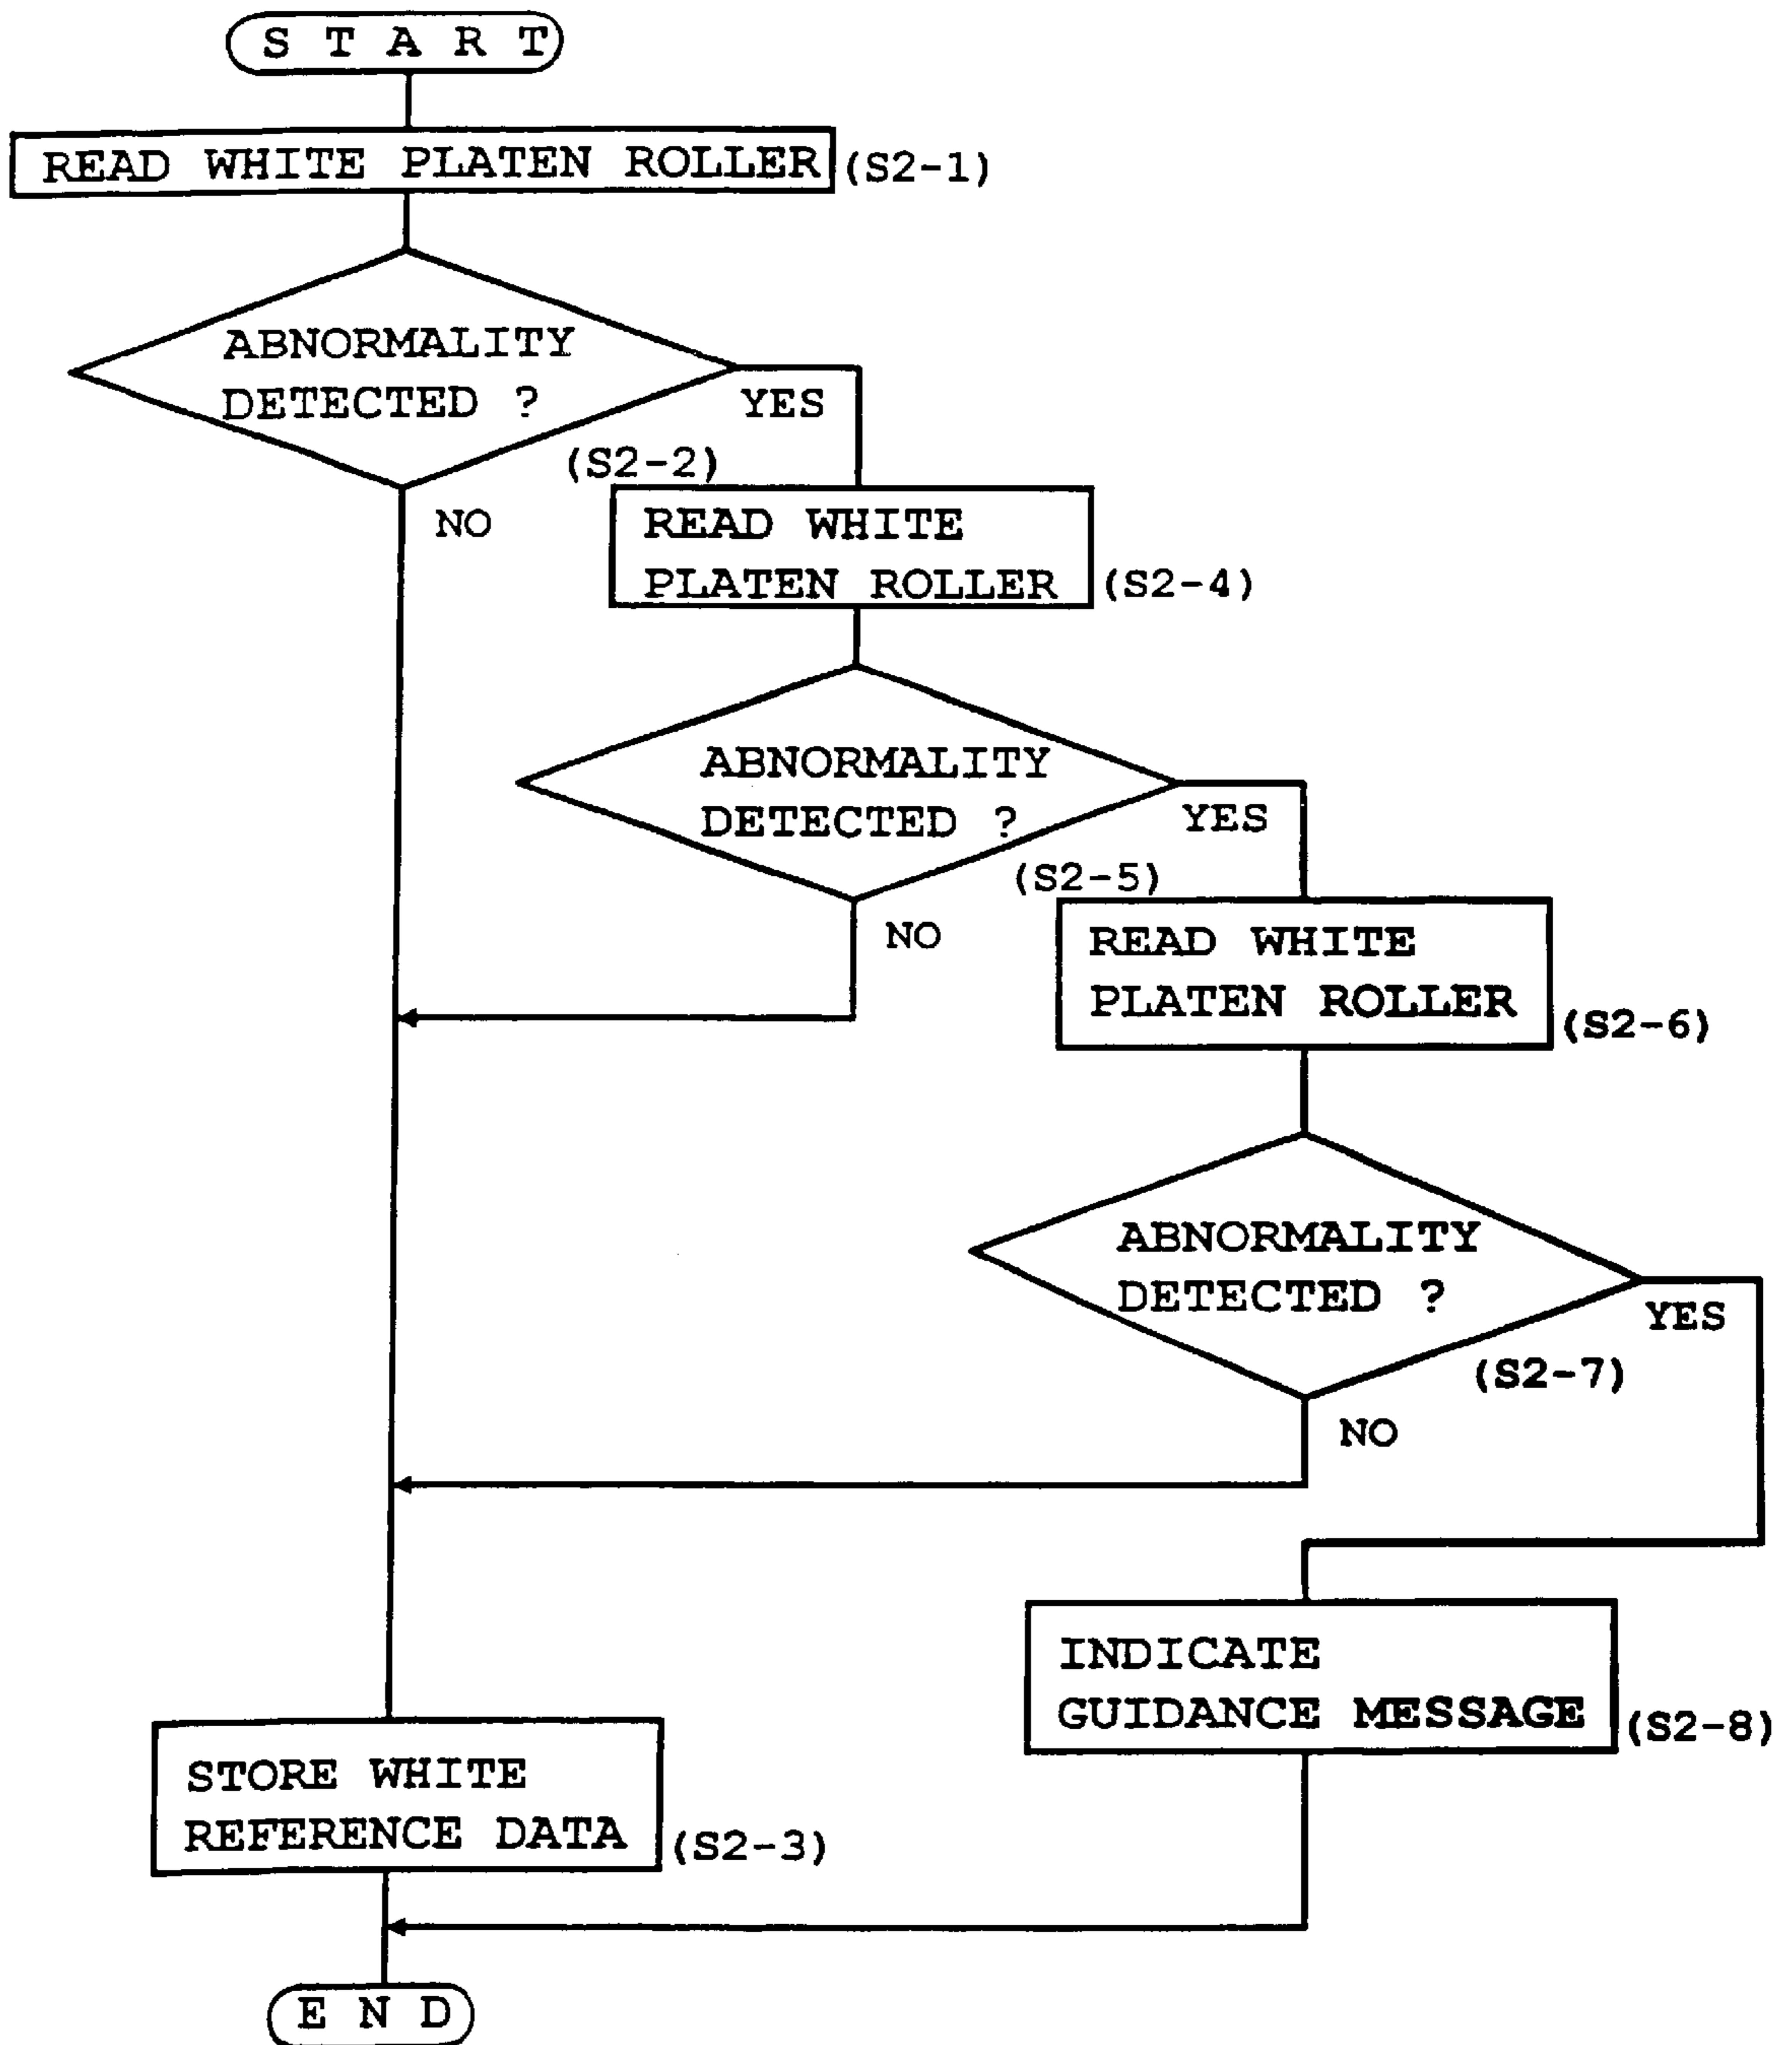 S T A R T
READ WHITE PLATEN ROLLER (S2-1)
ABNORMALITY
DETECTED ?
YES
(S2-2)
NO
READ WHITE
PLATEN ROLLER (S2-4)
ABNORMALITY
DETECTED ?
YES
(S2-5)
NO
READ WHITE
PLATEN ROLLER
(S2-6)
ABNORMALITY
DETECTED ?
YES
(S2-7)
NO
INDICATE
GUIDANCE MESSAGE
(S2-8)
STORE WHITE
REFERENCE DATA
(S2-3)
E N D